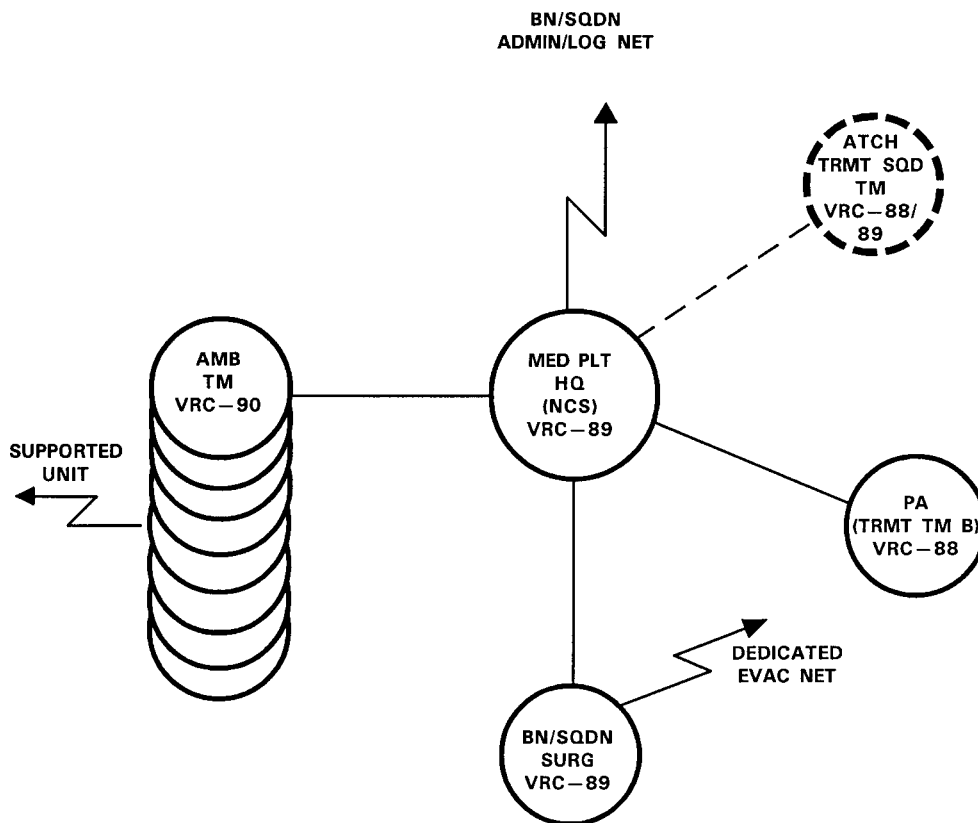 BN/SQDN
ADMIN/LOG NET
ATCH
TRMT SQD
TM
VRC-88/
89
AMB
TM
VRC-90
MED PLT
HQ
(NCS)
VRC-89
SUPPORTED
UNIT
PA
(TRMT TM B)
VRC-88
DEDICATED
EVAC NET
BN/SQDN
SURG
VRC-89